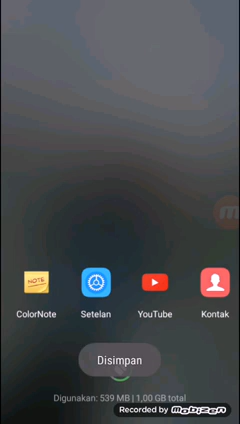 NOTE
ColorNote
Setelan
YouTube
Kontak
Disimpan
Digunakan: 539 MB | 1,00 GB total
Recorded by Mobizen